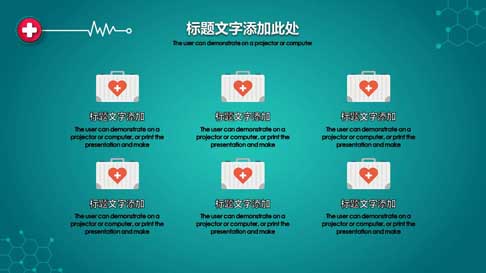 标题文字添加此处
The user can demonstrate on a projector or computer
标题文字添加 标题文字添加 标题文字添加
The user can demonstrate on a
projector or computer, or print the
presentation and make
The user can demonstrate on a
projector or computer, or print the
presentation and make
The user can demonstrate on a
projector or computer, or print the
presentation and make
标题文字添加 标题文字添加 标题文字添加
The user can demonstrate on a
projector or computer, or print the
presentation and make
The user can demonstrate on a
projector or computer, or print the
presentation and make
The user can demonstrate on a
projector or computer, or print the
presentation and make